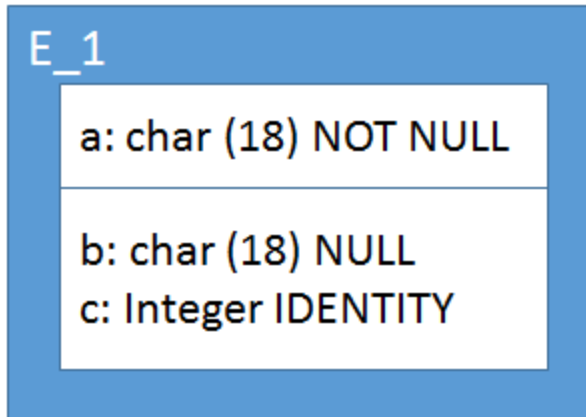 E_1
a: char (18) NOT NULL
b: char (18) NULL
c: Integer IDENTITY